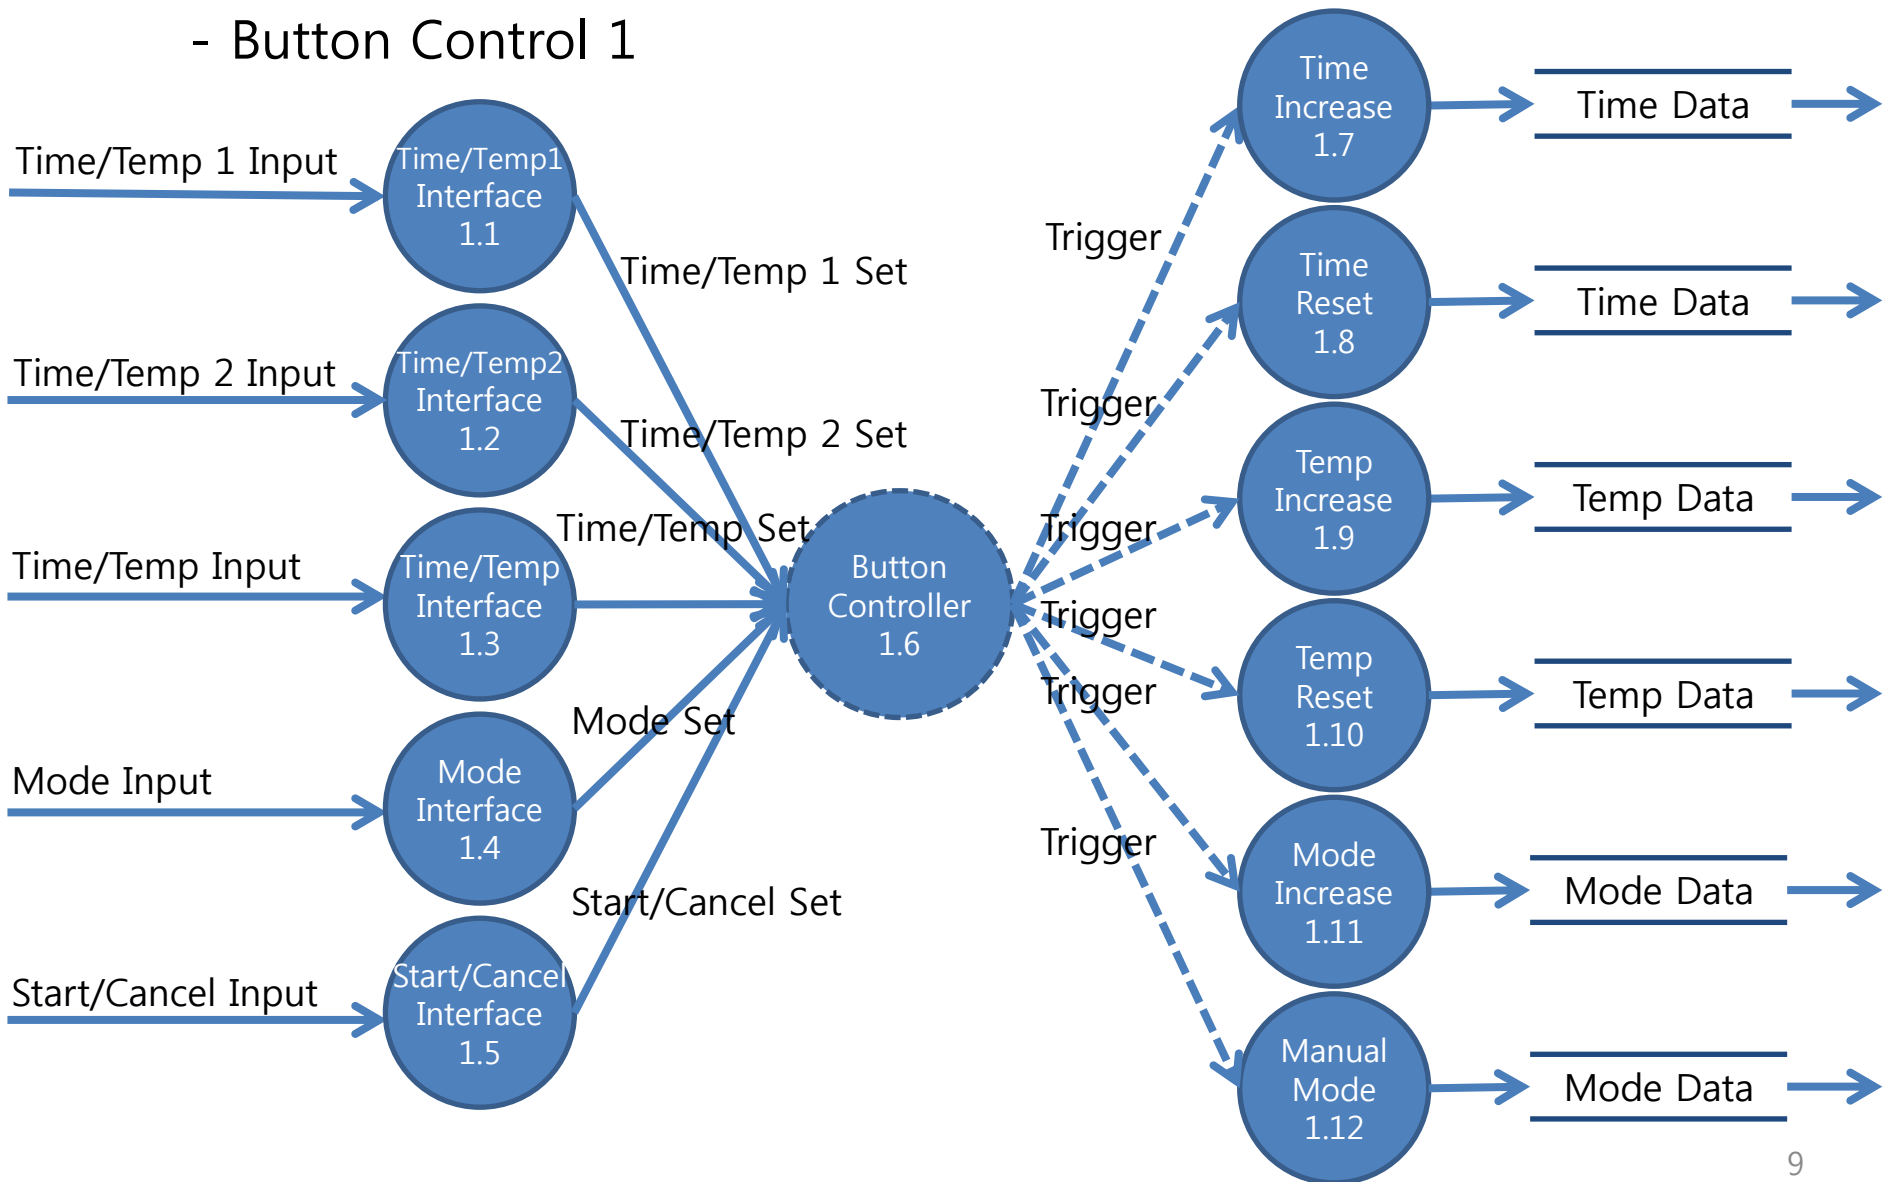 - Button Control 1
Time/Temp 1 Input
Time/Temp1
Interface
1.1
Time/Temp 1 Set
Time/Temp 2 Input
Time/Temp2
Interface
1.2
Time/Temp 2 Set
Time/Temp Input
Time/Temp
Interface
1.3
Time/Temp Set
Mode Input
Mode
Interface
1.4
Mode Set
Start/Cancel Input
Start/Cancel
Interface
1.5
Start/Cancel Set
Button
Controller
1.6
Trigger
Trigger
Trigger
Trigger
Trigger
Trigger
Time
Increase
1.7
Time Data
Time
Reset
1.8
Time Data
Temp
Increase
1.9
Temp Data
Temp
Reset
1.10
Temp Data
Mode
Increase
1.11
Mode Data
Manual
Mode
1.12
Mode Data
9